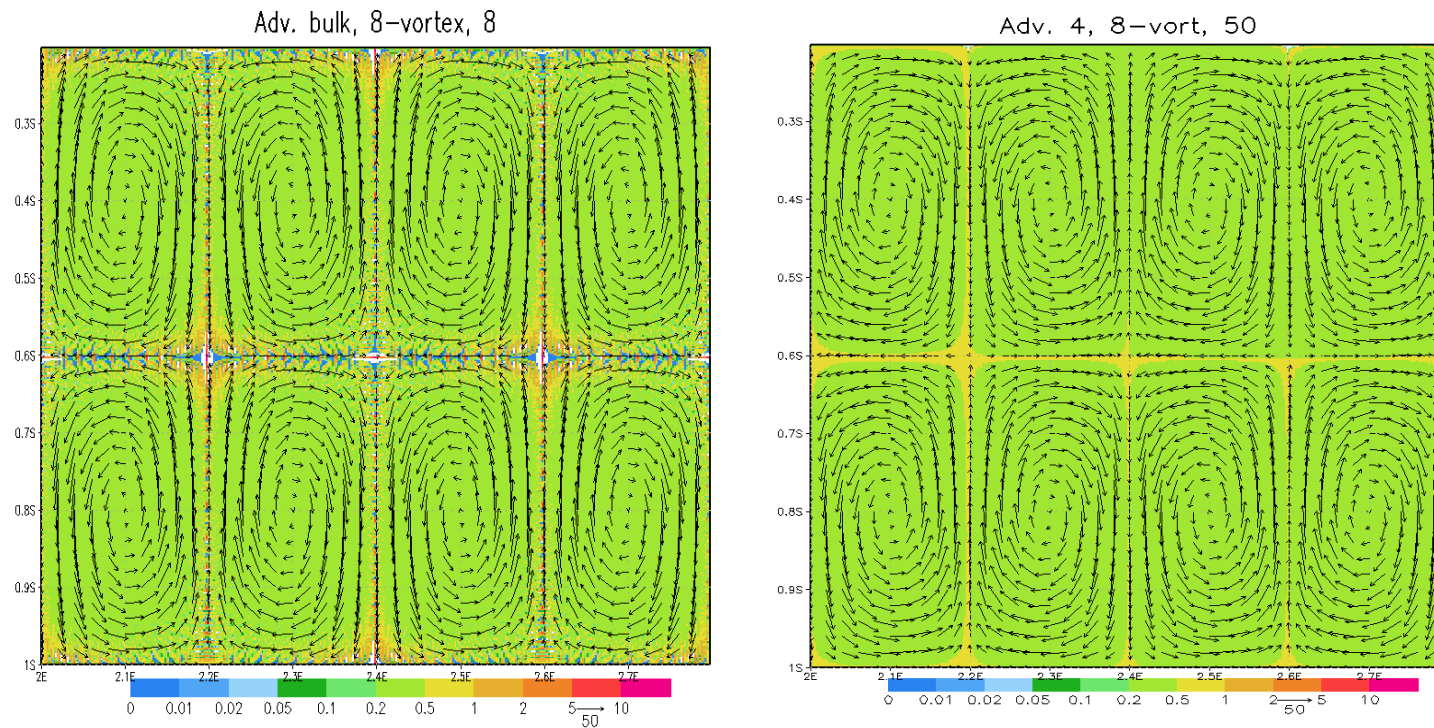 Adv. bulk, 8-vortex, 8
0.3S
0.4S
0.5S
0.6S
0.7S
0.8S
0.9S
1S
2E 2.1E 2.2E 2.3E 2.4E 2.5E 2.6E 2.7E
0 0.01 0.02 0.05 0.1 0.2 0.5 1 2 5 10
50
Adv. 4, 8-vort, 50
0.3S
0.4S
0.5S
0.6S
0.7S
0.8S
0.9S
1S
2E 2.1E 2.2E 2.3E 2.4E 2.5E 2.6E 2.7E
0 0.01 0.02 0.05 0.1 0.2 0.5 1 2 5 10
50